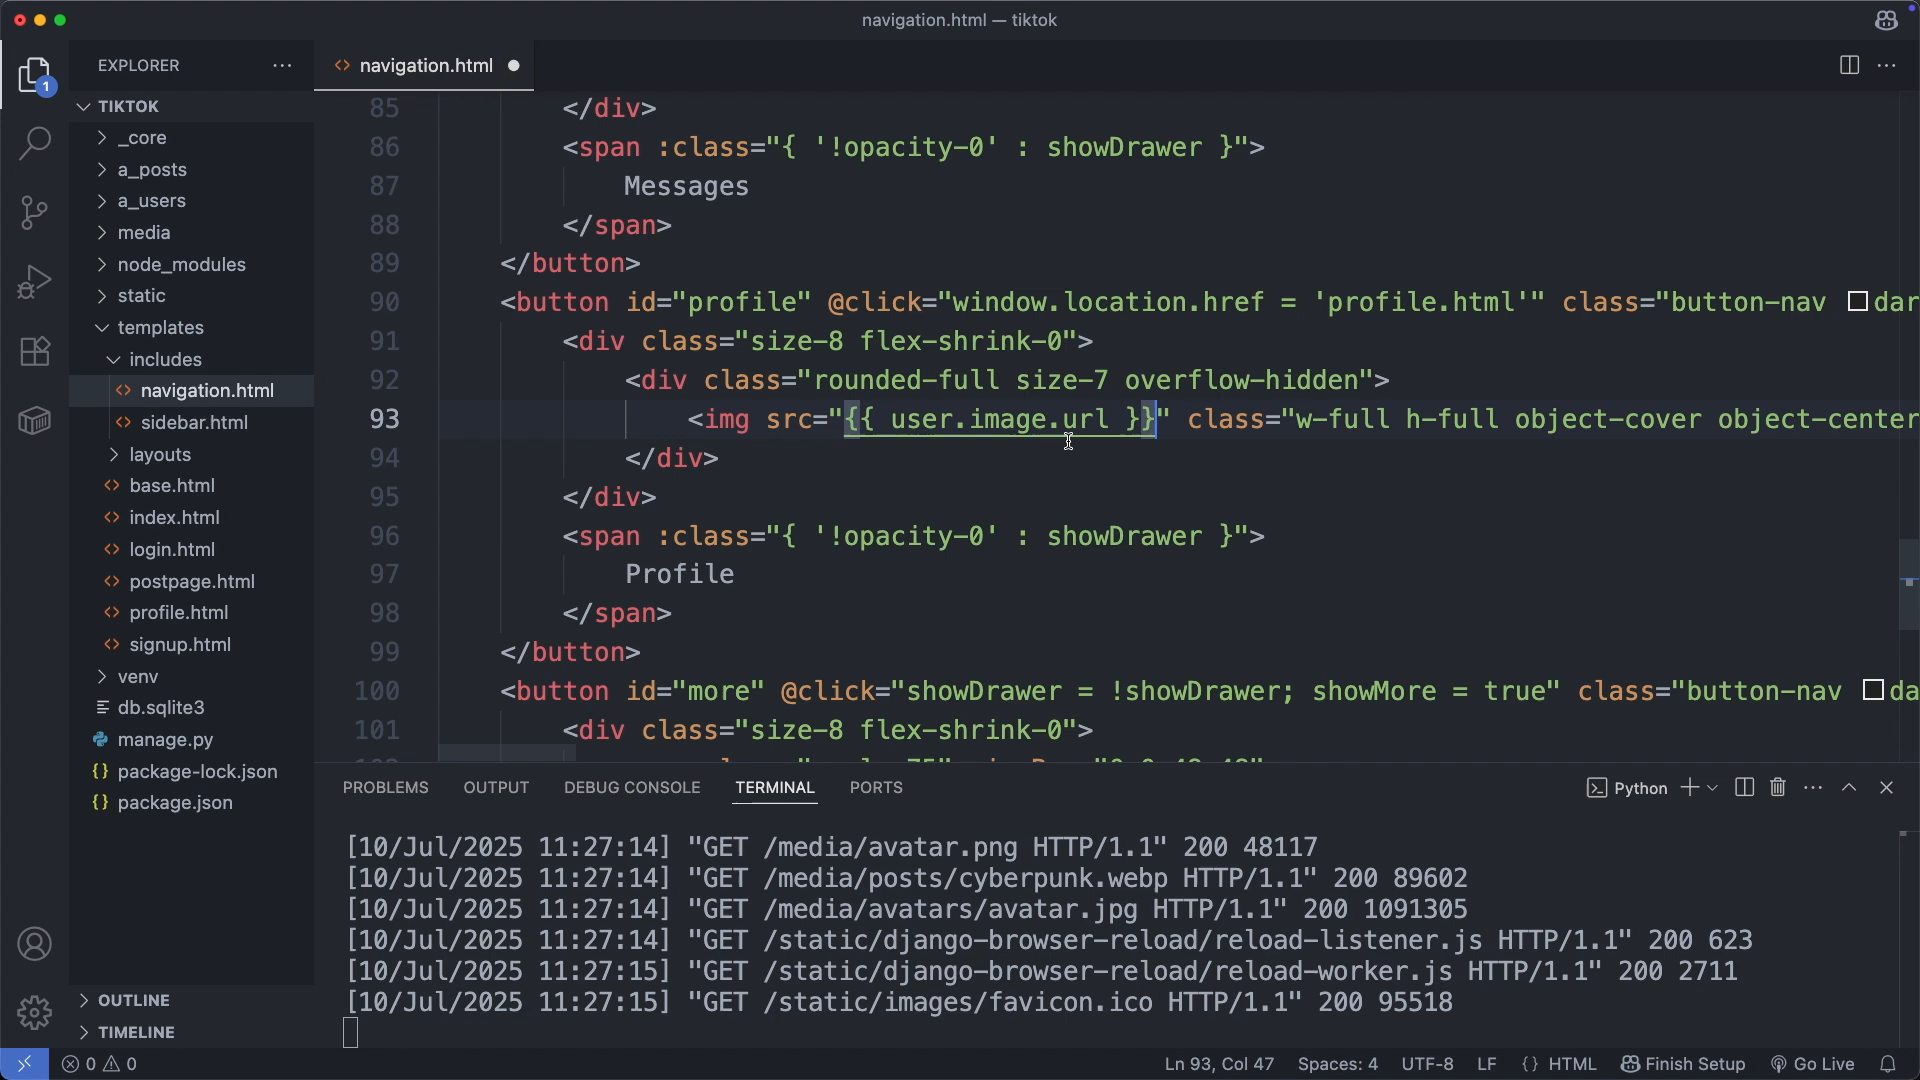 navigation.html — tiktok
EXPLORER
navigation.html
1
TIKTOK
_core
a_posts
a_users
media
node_modules
static
templates
includes
navigation.html
sidebar.html
layouts
base.html
index.html
login.html
postpage.html
profile.html
signup.html
venv
db.sqlite3
manage.py
package-lock.json
package.json
OUTLINE
TIMELINE
85 </div>
86 <span :class="{ '!opacity-0' : showDrawer }">
87 Messages
88 </span>
89 </button>
90 <button id="profile" @click="window.location.href = 'profile.html'" class="button-nav dar
91 <div class="size-8 flex-shrink-0">
92 <div class="rounded-full size-7 overflow-hidden">
93 <img src="{{ user.image.url }}" class="w-full h-full object-cover object-center
94 </div>
95 </div>
96 <span :class="{ '!opacity-0' : showDrawer }">
97 Profile
98 </span>
99 </button>
100 <button id="more" @click="showDrawer = !showDrawer; showMore = true" class="button-nav da
101 <div class="size-8 flex-shrink-0">
PROBLEMS OUTPUT DEBUG CONSOLE TERMINAL PORTS Python
[10/Jul/2025 11:27:14] "GET /media/avatar.png HTTP/1.1" 200 48117
[10/Jul/2025 11:27:14] "GET /media/posts/cyberpunk.webp HTTP/1.1" 200 89602
[10/Jul/2025 11:27:14] "GET /media/avatars/avatar.jpg HTTP/1.1" 200 1091305
[10/Jul/2025 11:27:14] "GET /static/django-browser-reload/reload-listener.js HTTP/1.1" 200 623
[10/Jul/2025 11:27:15] "GET /static/django-browser-reload/reload-worker.js HTTP/1.1" 200 2711
[10/Jul/2025 11:27:15] "GET /static/images/favicon.ico HTTP/1.1" 200 95518
0 0 Ln 93, Col 47 Spaces: 4 UTF-8 LF {} HTML Finish Setup Go Live